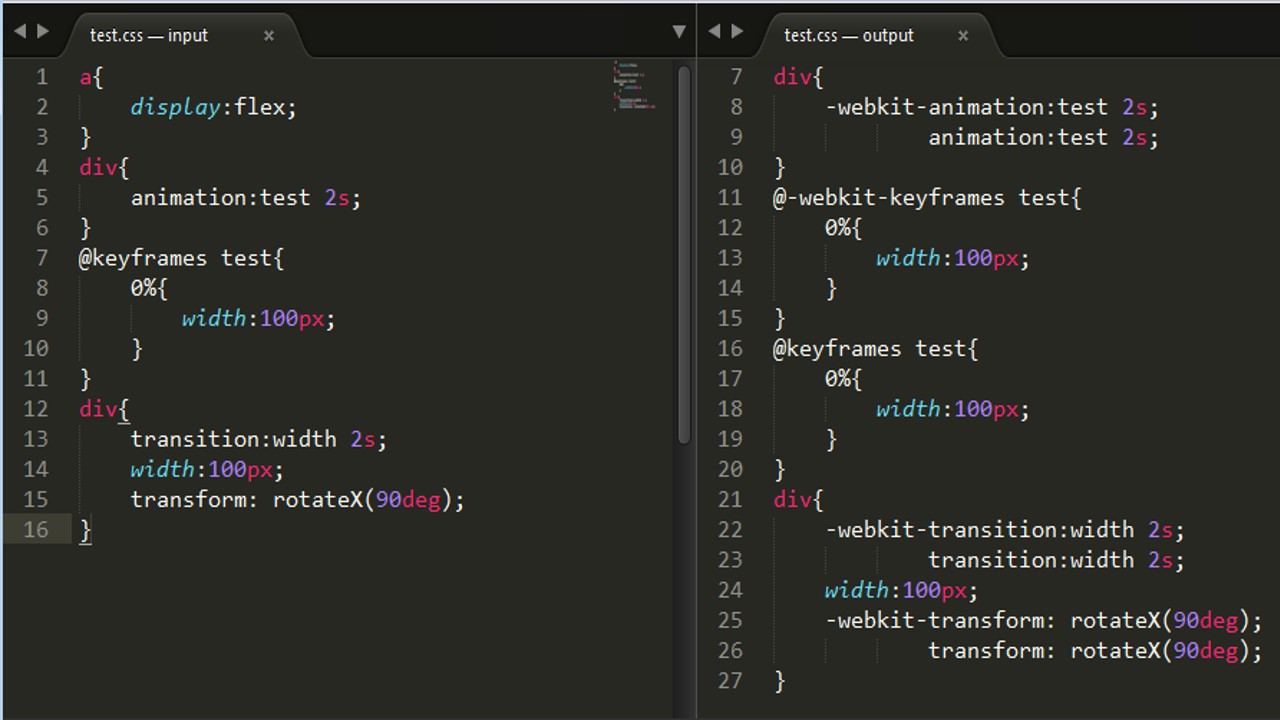 test.css — input ×
1 a{
2     display:flex;
3 }
4 div{
5     animation:test 2s;
6 }
7 @keyframes test{
8     0%{
9         width:100px;
10     }
11 }
12 div{
13     transition:width 2s;
14     width:100px;
15     transform: rotateX(90deg);
16 }
test.css — output ×
7 div{
8     -webkit-animation:test 2s;
9             animation:test 2s;
10 }
11 @-webkit-keyframes test{
12     0%{
13         width:100px;
14     }
15 }
16 @keyframes test{
17     0%{
18         width:100px;
19     }
20 }
21 div{
22     -webkit-transition:width 2s;
23             transition:width 2s;
24     width:100px;
25     -webkit-transform: rotateX(90deg);
26             transform: rotateX(90deg);
27 }